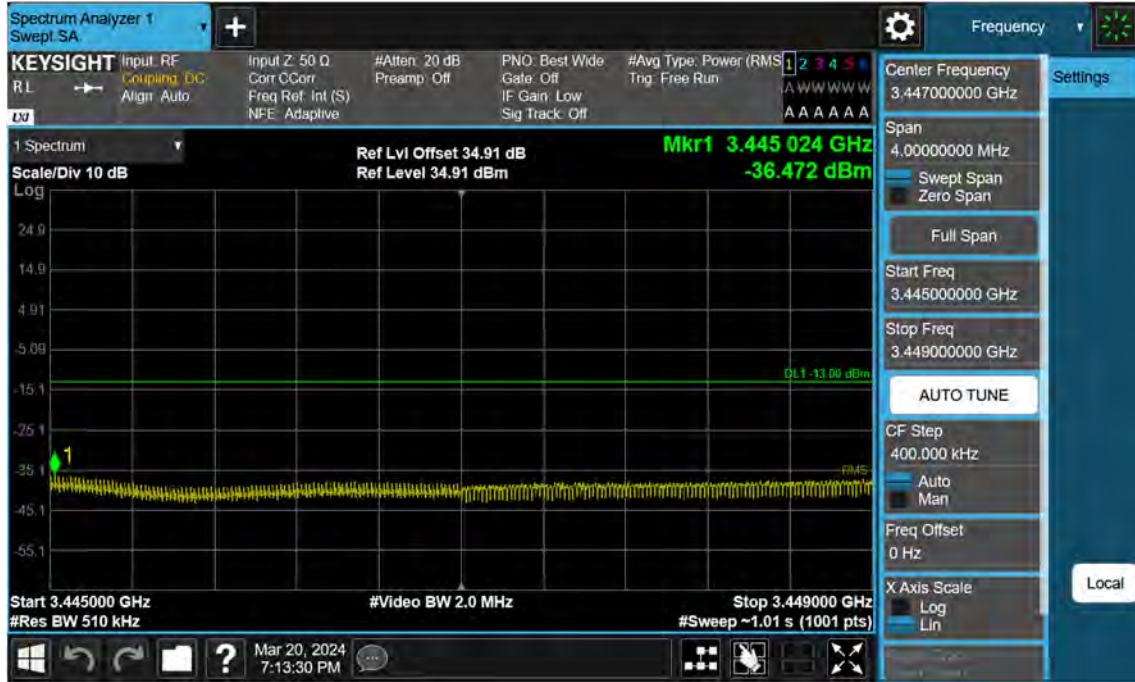 Spectrum Analyzer 1
Swept SA
+
Frequency
KEYSIGHT
RL
LXI
Input: RF
Coupling: DC
Align: Auto
Input Z: 50 Ω
Corr CCorr
Freq Ref: Int (S)
NFE: Adaptive
#Atten: 20 dB
Preamp: Off
PNO: Best Wide
Gate: Off
IF Gain: Low
Sig Track: Off
#Avg Type: Power (RMS
Trig: Free Run
1 2 3 4 5 6
A W W W W W
A A A A A A
1 Spectrum
Scale/Div 10 dB
Log
Ref Lvl Offset 34.91 dB
Ref Level 34.91 dBm
Mkr1 3.445 024 GHz
-36.472 dBm
24.9
14.9
4.91
-5.09
DL1 -13.00 dBm
-15.1
-25.1
1
-35.1
RMS
-45.1
-55.1
Start 3.445000 GHz
#Video BW 2.0 MHz
Stop 3.449000 GHz
#Res BW 510 kHz
#Sweep ~1.01 s (1001 pts)
?
Mar 20, 2024
7:13:30 PM
Center Frequency
3.447000000 GHz
Settings
Span
4.00000000 MHz
Swept Span
Zero Span
Full Span
Start Freq
3.445000000 GHz
Stop Freq
3.449000000 GHz
AUTO TUNE
CF Step
400.000 kHz
Auto
Man
Freq Offset
0 Hz
X Axis Scale
Log
Lin
Local